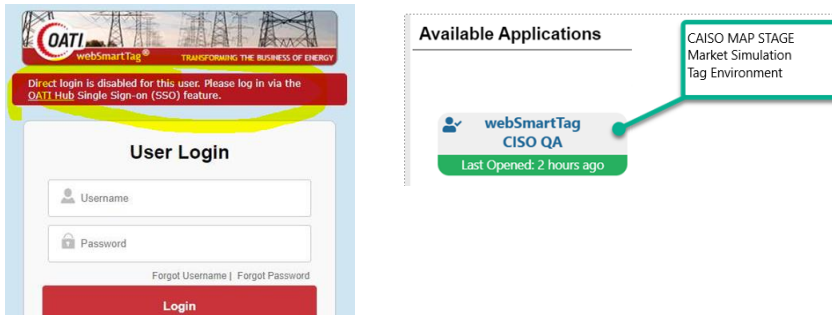 OATI
webSmartTag®
TRANSFORMING THE BUSINESS OF ENERGY
Direct login is disabled for this user. Please log in via the
OATI Hub Single Sign-on (SSO) feature.
User Login
Username
Password
Forgot Username | Forgot Password
Login
Available Applications
webSmartTag
CISO QA
Last Opened: 2 hours ago
CAISO MAP STAGE
Market Simulation
Tag Environment